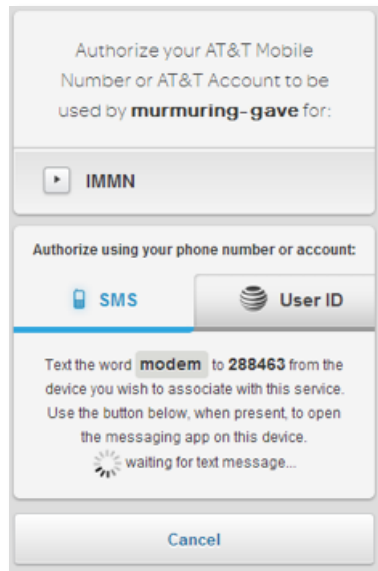 Authorize your AT&T Mobile
Number or AT&T Account to be
used by murmuring-gave for:
IMMN
Authorize using your phone number or account:
SMS
User ID
Text the word modem to 288463 from the
device you wish to associate with this service.
Use the button below, when present, to open
the messaging app on this device.
waiting for text message...
Cancel